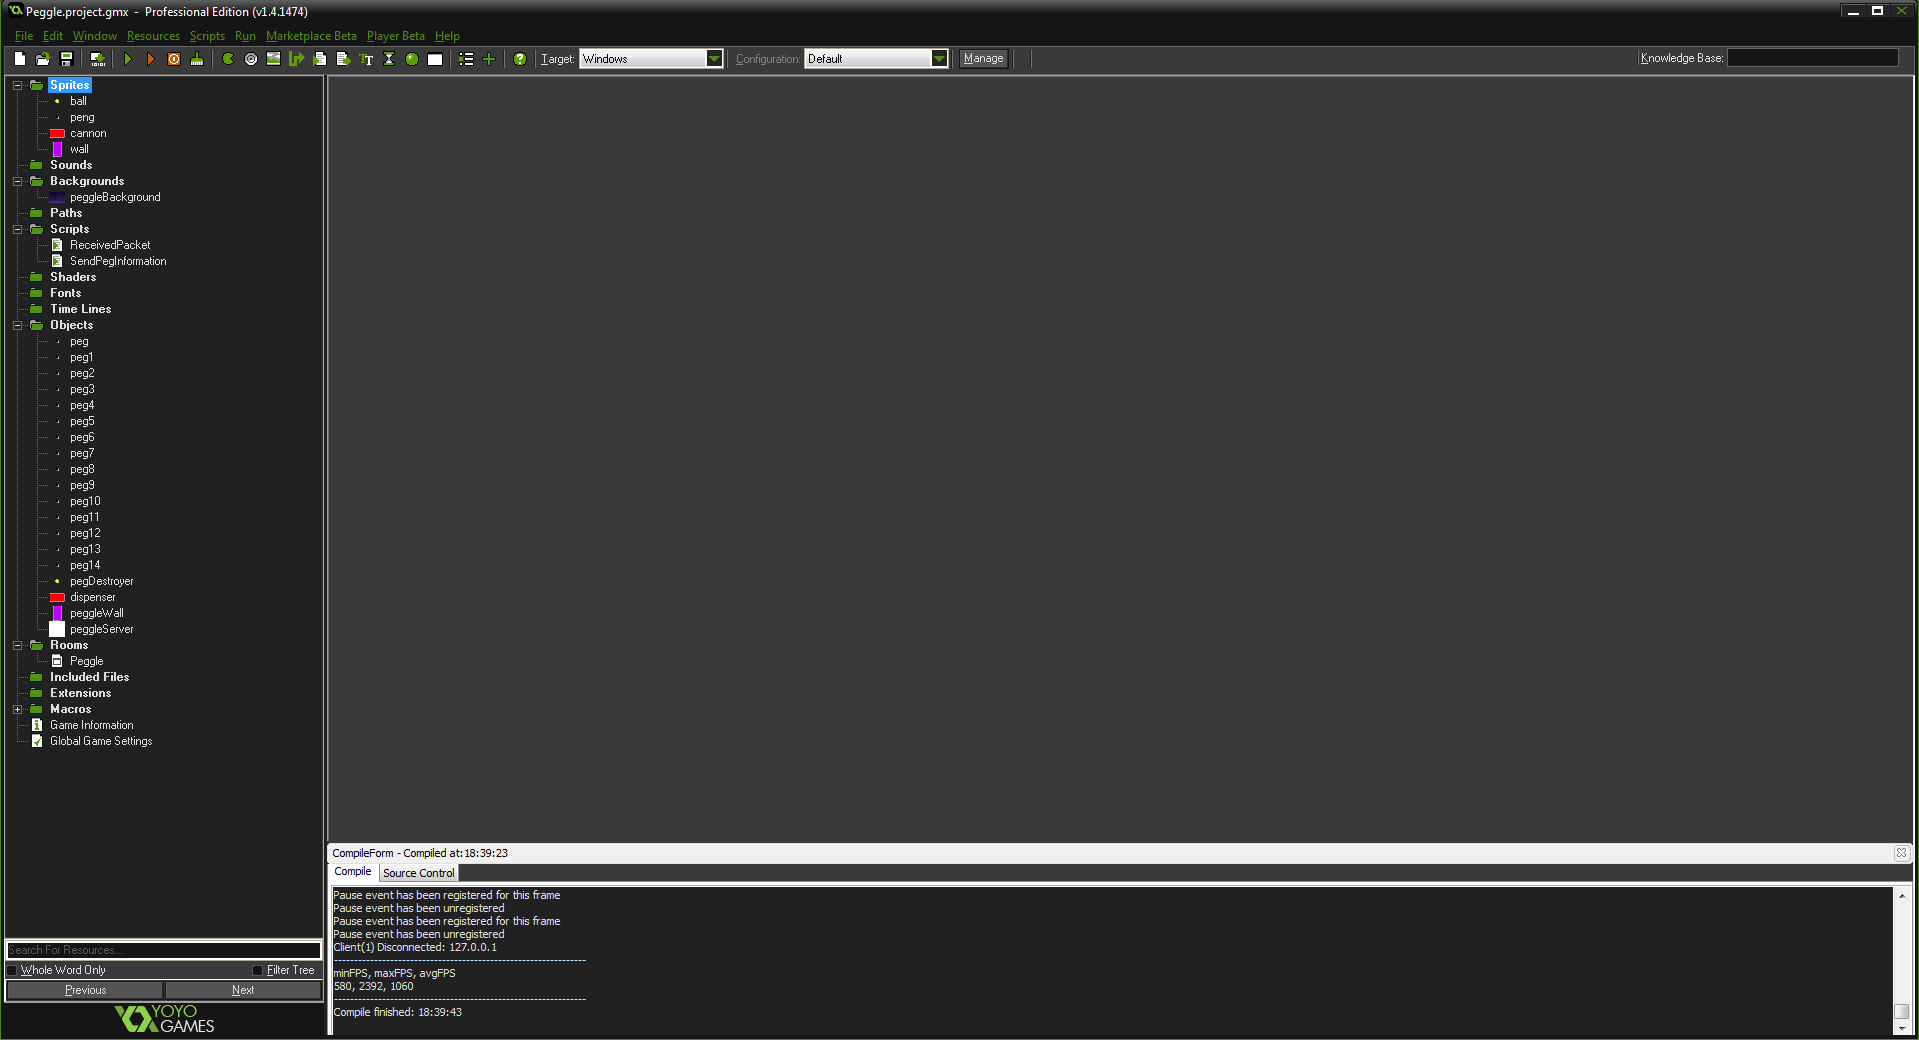 Peggle.project.gmx - Professional Edition (v1.4.1474)
File Edit Window Resources Scripts Run Marketplace Beta Player Beta Help
Target: Windows Configuration: Default Manage Knowledge Base:
Sprites
ball
peng
cannon
wall
Sounds
Backgrounds
peggleBackground
Paths
Scripts
ReceivedPacket
SendPegInformation
Shaders
Fonts
Time Lines
Objects
peg
peg1
peg2
peg3
peg4
peg5
peg6
peg7
peg8
peg9
peg10
peg11
peg12
peg13
peg14
pegDestroyer
dispenser
peggleWall
peggleServer
Rooms
Peggle
Included Files
Extensions
Macros
Game Information
Global Game Settings
Search For Resources...
Whole Word Only Filter Tree
Previous Next
YOYO
GAMES
CompileForm - Compiled at:18:39:23
Compile Source Control
Pause event has been registered for this frame
Pause event has been unregistered
Pause event has been registered for this frame
Pause event has been unregistered
Client(1) Disconnected: 127.0.0.1
minFPS, maxFPS, avgFPS
580, 2392, 1060
Compile finished: 18:39:43